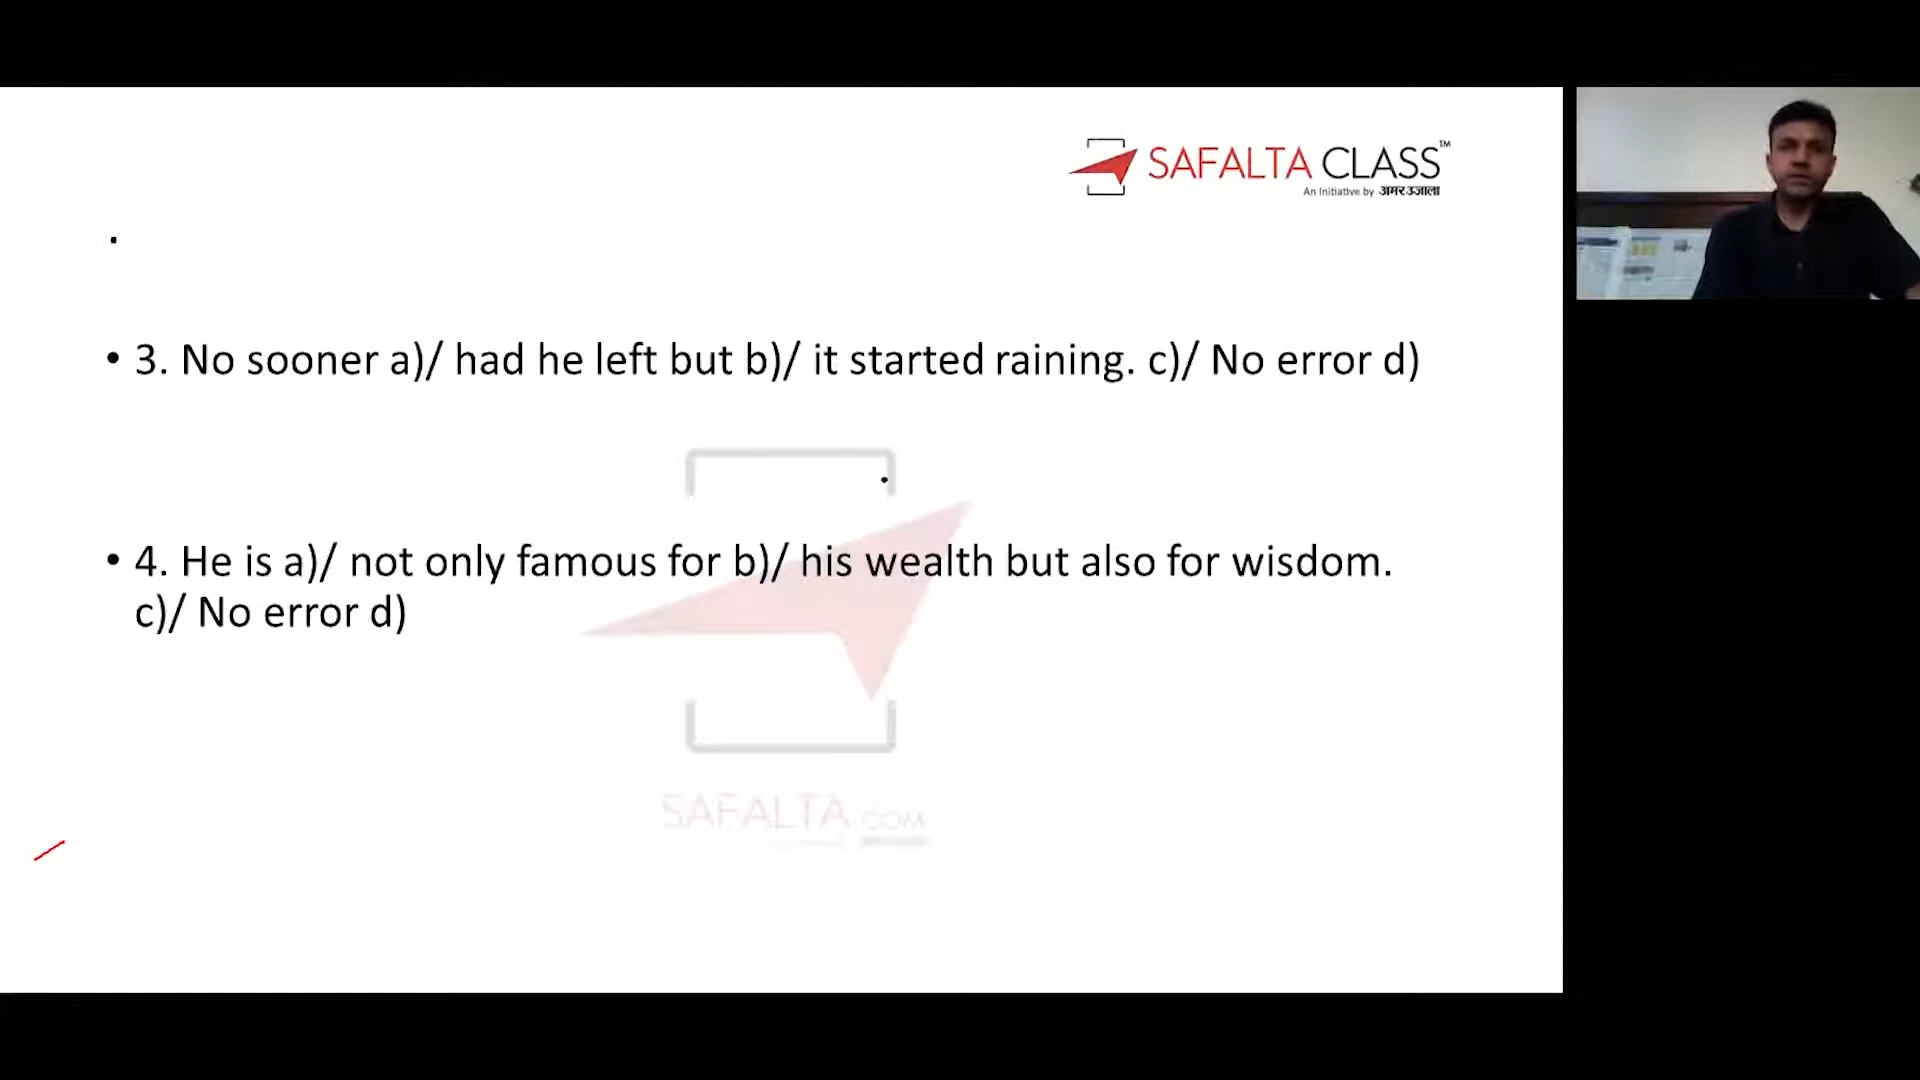 SAFALTA CLASS™
An Initiative by अमर उजाला
.
• 3. No sooner a)/ had he left but b)/ it started raining. c)/ No error d)
• 4. He is a)/ not only famous for b)/ his wealth but also for wisdom.
c)/ No error d)
SAFALTA.COM